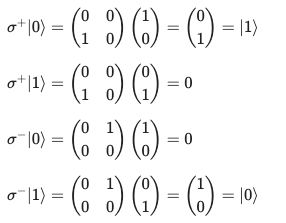 σ⁺|0⟩ = (0 0; 1 0) (1; 0) = (0; 1) = |1⟩
σ⁺|1⟩ = (0 0; 1 0) (0; 1) = 0
σ⁻|0⟩ = (0 1; 0 0) (1; 0) = 0
σ⁻|1⟩ = (0 1; 0 0) (0; 1) = (1; 0) = |0⟩